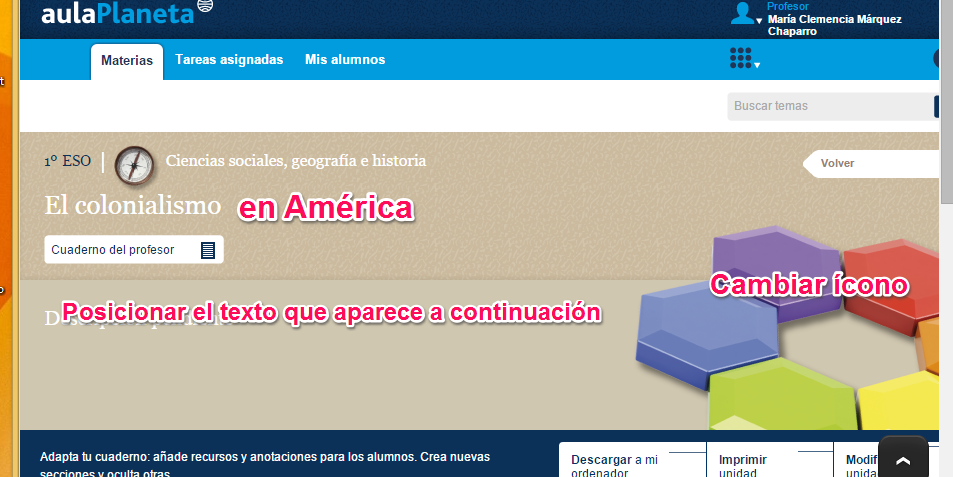 aulaPlaneta
Profesor
María Clemencia Márquez
Chaparro
Materias
Tareas asignadas
Mis alumnos
Buscar temas
1º ESO
Ciencias sociales, geografía e historia
Volver
El colonialismo en América
Cuaderno del profesor
Cambiar ícono
Posicionar el texto que aparece a continuación
Adapta tu cuaderno: añade recursos y anotaciones para los alumnos. Crea nuevas
secciones y oculta otras.
Descargar a mi
ordenador
Imprimir
unidad
Modif
unidad